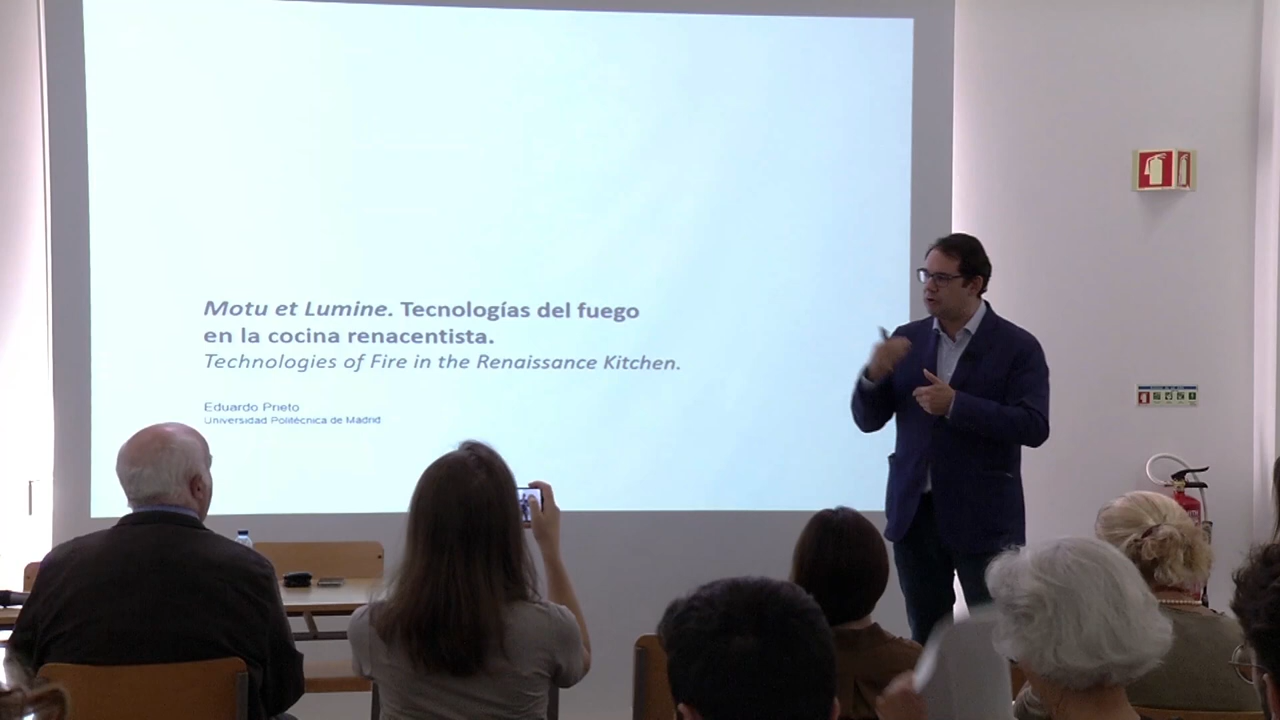 Motu et Lumine. Tecnologías del fuego
en la cocina renacentista.
Technologies of Fire in the Renaissance Kitchen.
Eduardo Prieto
Universidad Politécnica de Madrid